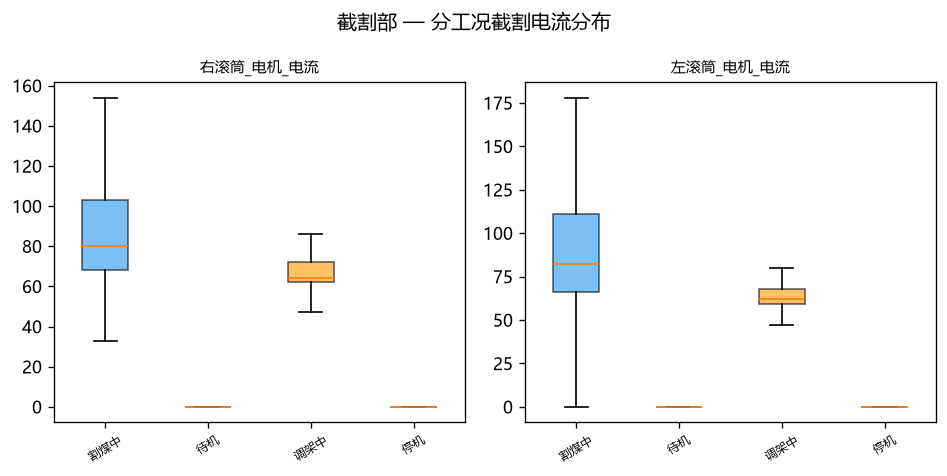 截割部 — 分工况截割电流分布
右滚筒_电机_电流
160
140
120
100
80
60
40
20
0
割煤中
待机
调架中
停机
左滚筒_电机_电流
175
150
125
100
75
50
25
0
割煤中
待机
调架中
停机